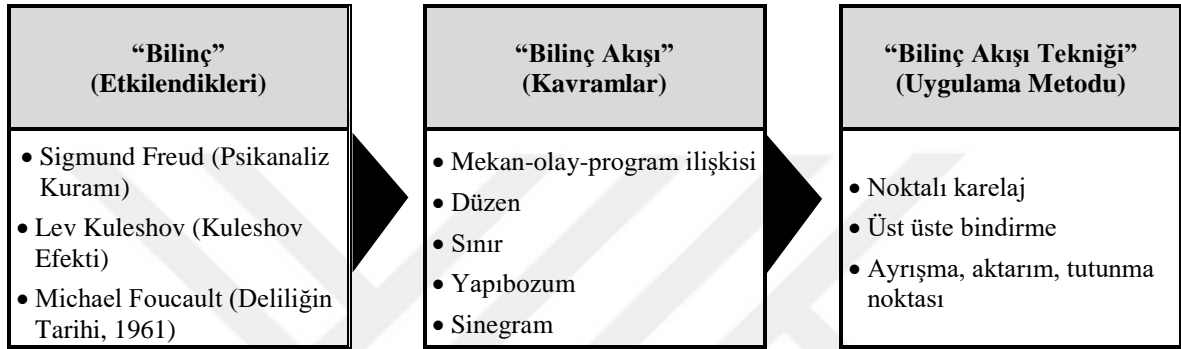 “Bilinç”
(Etkilendikleri)
• Sigmund Freud (Psikanaliz
Kuramı)
• Lev Kuleshov (Kuleshov
Efekti)
• Michael Foucault (Deliliğin
Tarihi, 1961)
“Bilinç Akışı”
(Kavramlar)
• Mekan-olay-program ilişkisi
• Düzen
• Sınır
• Yapıbozum
• Sinegram
“Bilinç Akışı Tekniği”
(Uygulama Metodu)
• Noktalı karelaj
• Üst üste bindirme
• Ayrışma, aktarım, tutunma
noktası